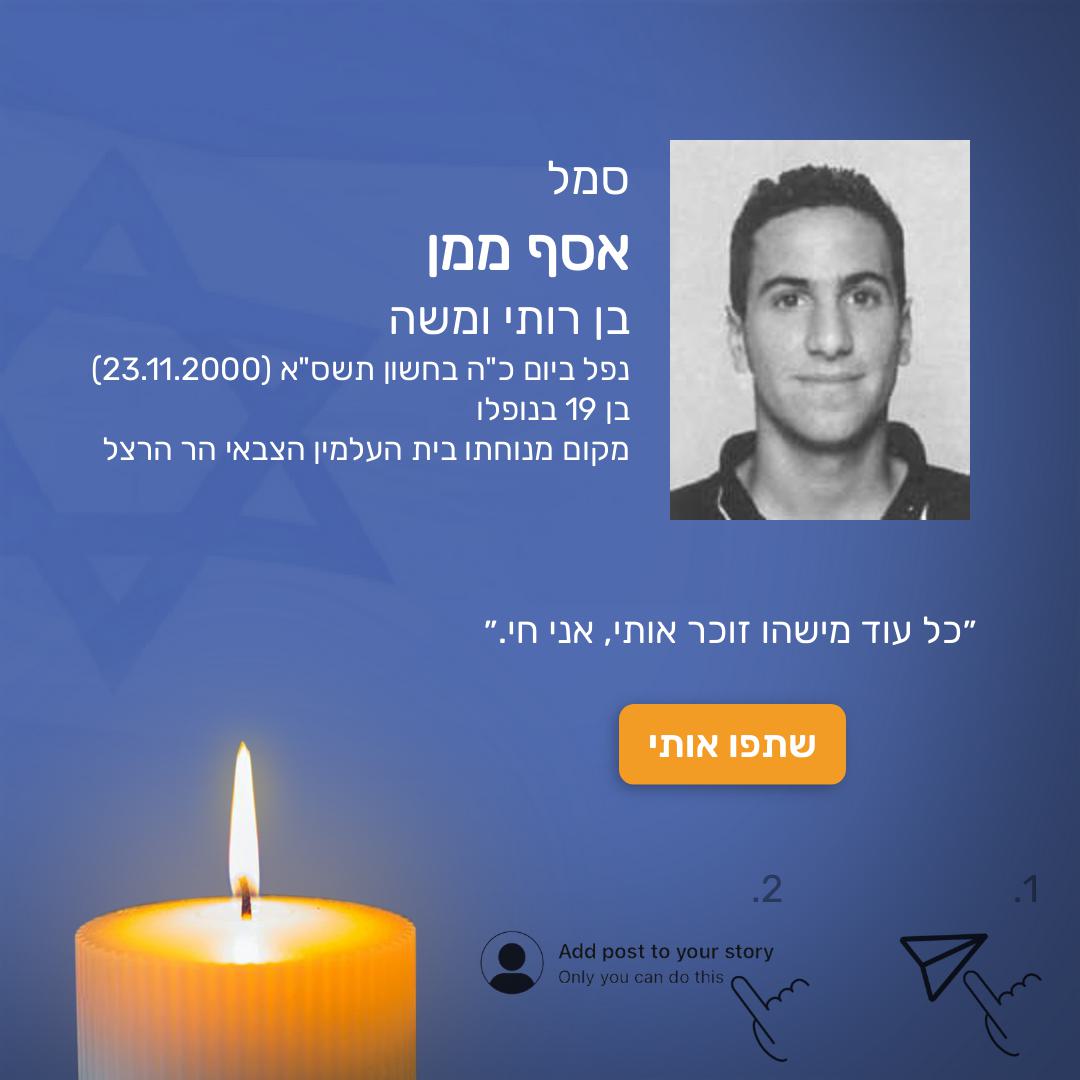 סמל
אסף ממן
בן רותי ומשה
נפל ביום כ"ה בחשון תשס"א (23.11.2000)
בן 19 בנופלו
מקום מנוחתו בית העלמין הצבאי הר הרצל
״כל עוד מישהו זוכר אותי, אני חי.״
שתפו אותי
1.
2.
Add post to your story
Only you can do this